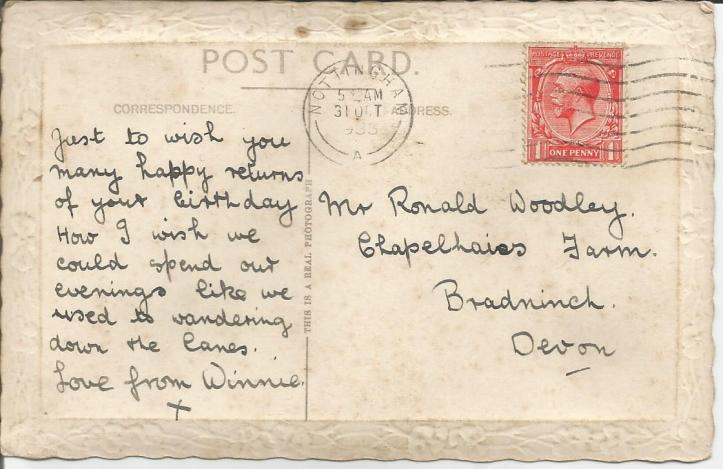 POST CARD.
CORRESPONDENCE.
ADDRESS.
NOTTINGHAM
AM
31 OCT
A
POSTAGE REVENUE
1 ONE PENNY 1
Just to wish you
many happy returns
of your birthday
How I wish we
could spend our
evenings like we
used to wandering
down the lanes.
Love from Winnie.
x
THIS IS A REAL PHOTOGRAPH
Mr Ronald Woodley.
Chapelhaies Farm.
Bradninch.
Devon